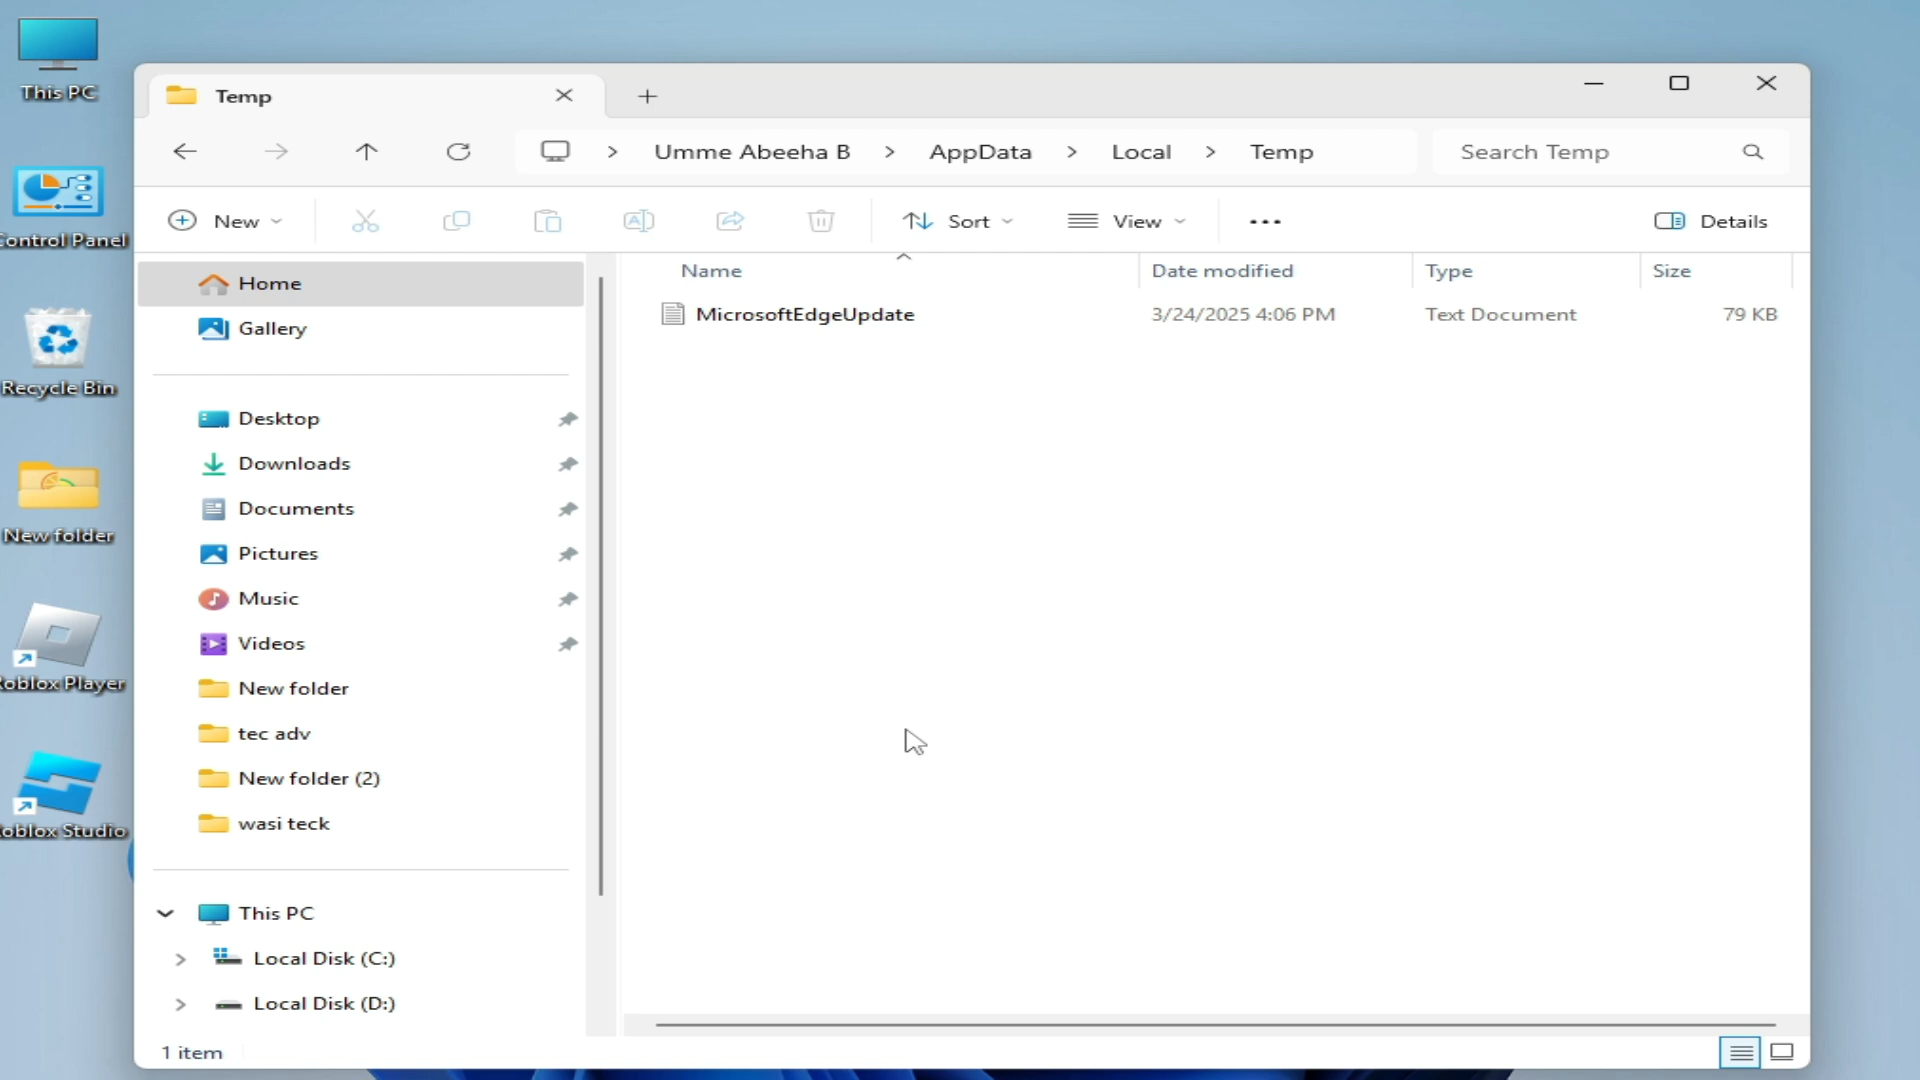 This PC
Control Panel
Recycle Bin
New folder
Roblox Player
Roblox Studio
Temp
Umme Abeeha B > AppData > Local > Temp
Search Temp
New
Sort
View
Details
Name Date modified Type Size
MicrosoftEdgeUpdate 3/24/2025 4:06 PM Text Document 79 KB
Home
Gallery
Desktop
Downloads
Documents
Pictures
Music
Videos
New folder
tec adv
New folder (2)
wasi teck
This PC
Local Disk (C:)
Local Disk (D:)
1 item